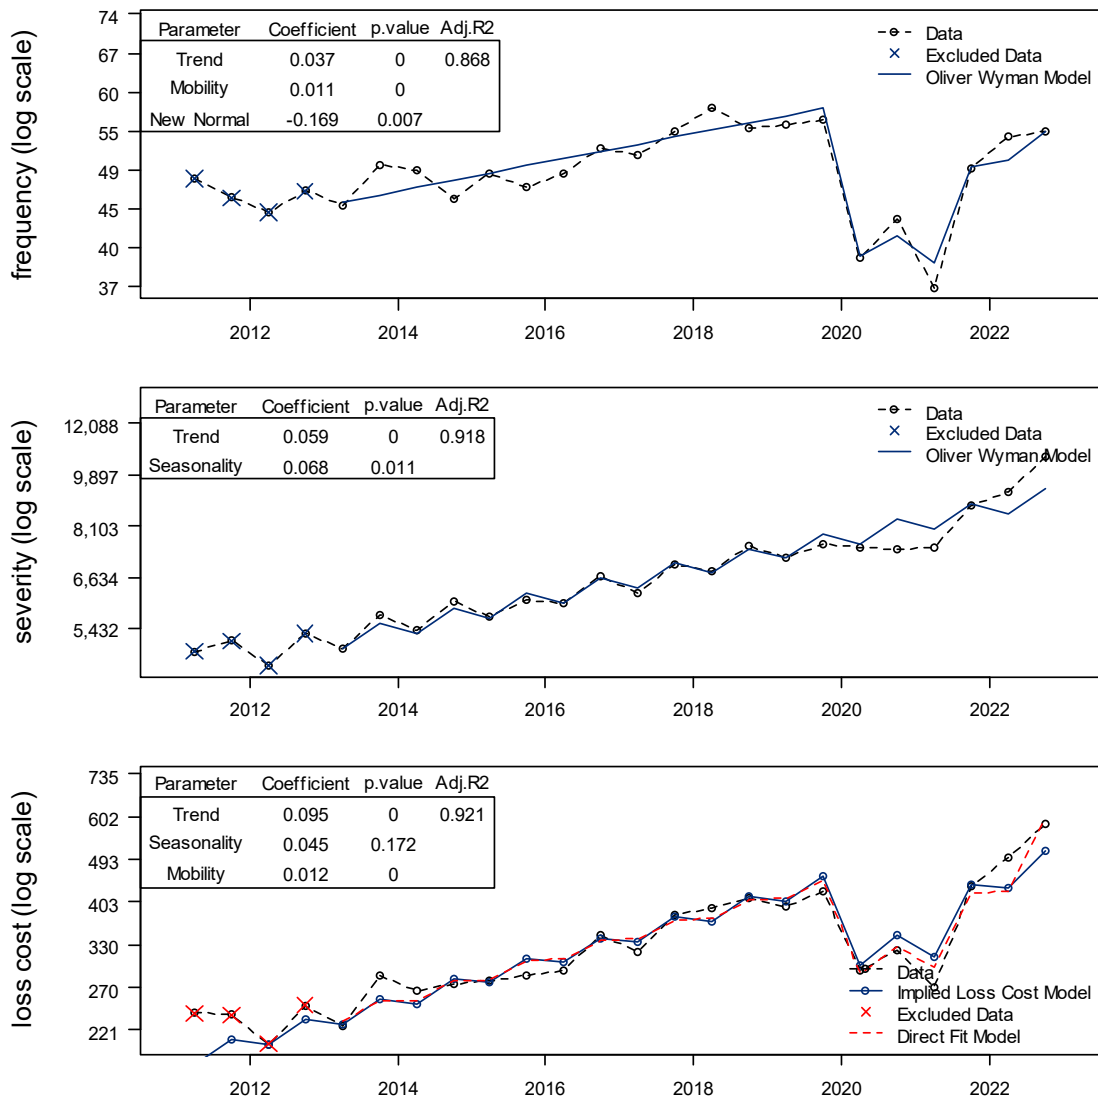 frequency (log scale)
74
67
60
55
49
45
40
37
Parameter Coefficient p.value Adj.R2
Trend 0.037 0 0.868
Mobility 0.011 0
New Normal -0.169 0.007
Data
Excluded Data
Oliver Wyman Model
2012 2014 2016 2018 2020 2022
severity (log scale)
12,088
9,897
8,103
6,634
5,432
Parameter Coefficient p.value Adj.R2
Trend 0.059 0 0.918
Seasonality 0.068 0.011
Data
Excluded Data
Oliver Wyman Model
2012 2014 2016 2018 2020 2022
loss cost (log scale)
735
602
493
403
330
270
221
Parameter Coefficient p.value Adj.R2
Trend 0.095 0 0.921
Seasonality 0.045 0.172
Mobility 0.012 0
Data
Implied Loss Cost Model
Excluded Data
Direct Fit Model
2012 2014 2016 2018 2020 2022